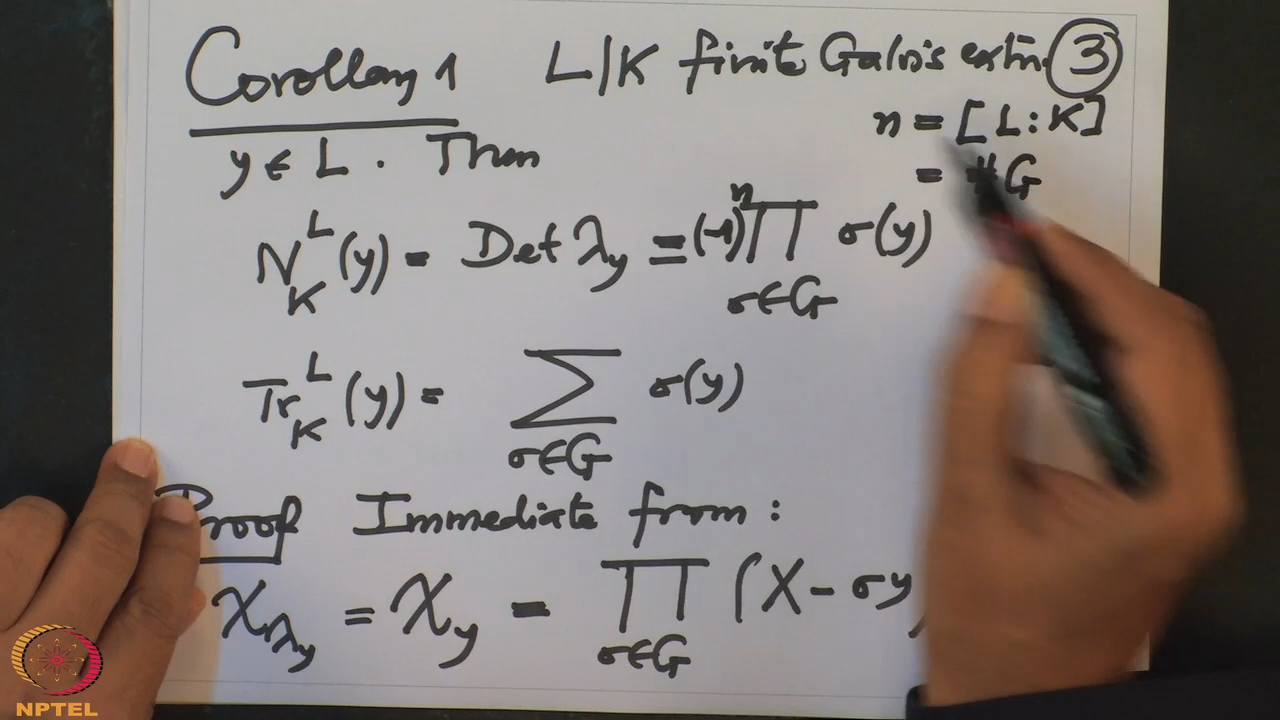 Corollary 1 L/K finite Galois extn. ③
n = [L:K]
y ∈ L . Then = #G
N^L_K (y) = Det λ_y = (-1)^n ∏_{σ∈G} σ(y)
Tr^L_K (y) = ∑_{σ∈G} σ(y)
Proof Immediate from :
χ_{λ_y} = χ_y = ∏_{σ∈G} (X - σy
NPTEL